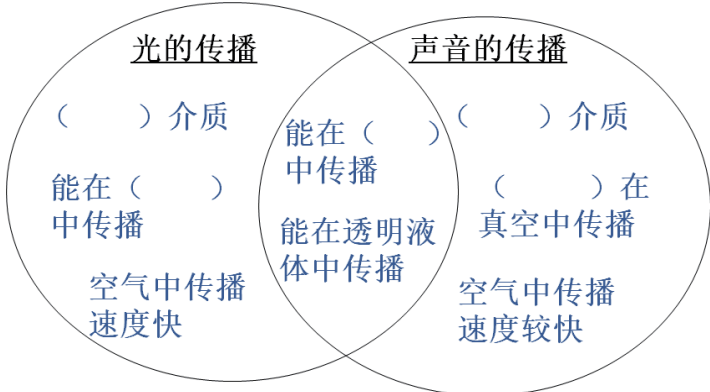 光的传播
（　　）介质
能在（　　）
中传播
空气中传播
速度快
能在（　　）
中传播
能在透明液
体中传播
声音的传播
（　　）介质
（　　）在
真空中传播
空气中传播
速度较快